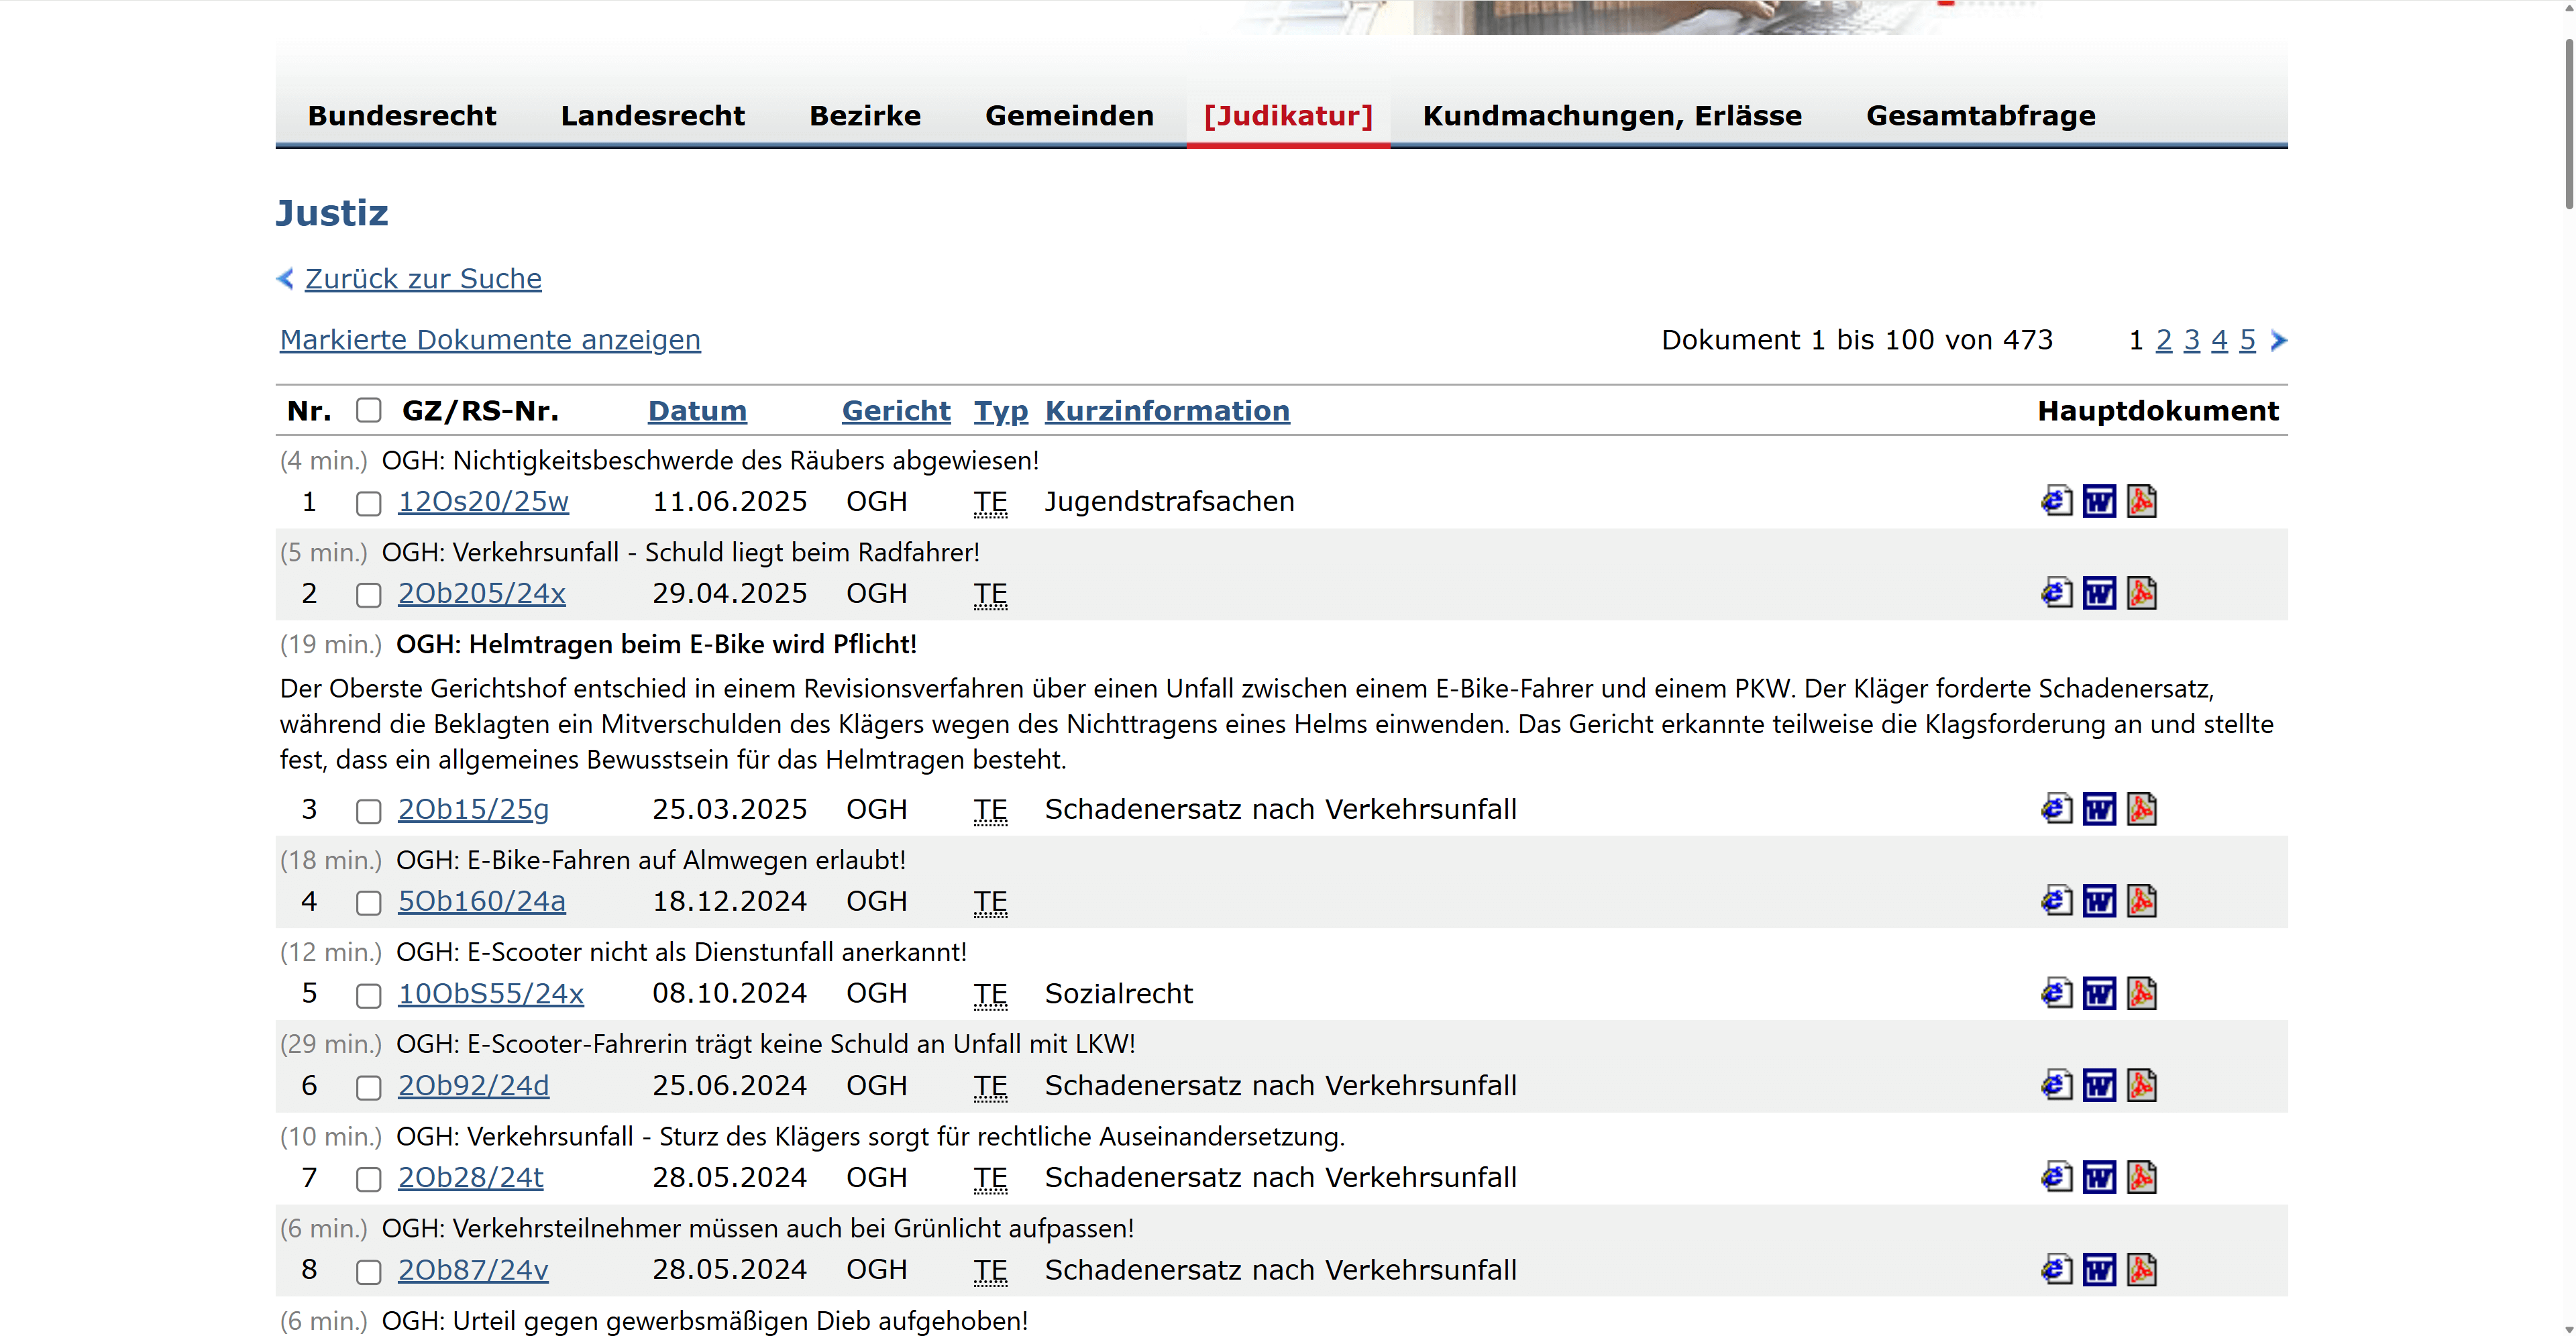 Bundesrecht Landesrecht Bezirke Gemeinden [Judikatur] Kundmachungen, Erlässe Gesamtabfrage
Justiz
Zurück zur Suche
Markierte Dokumente anzeigen Dokument 1 bis 100 von 473 1 2 3 4 5
Nr. GZ/RS-Nr. Datum Gericht Typ Kurzinformation Hauptdokument
(4 min.) OGH: Nichtigkeitsbeschwerde des Räubers abgewiesen!
1 12Os20/25w 11.06.2025 OGH TE Jugendstrafsachen
(5 min.) OGH: Verkehrsunfall - Schuld liegt beim Radfahrer!
2 2Ob205/24x 29.04.2025 OGH TE
(19 min.) OGH: Helmtragen beim E-Bike wird Pflicht!
Der Oberste Gerichtshof entschied in einem Revisionsverfahren über einen Unfall zwischen einem E-Bike-Fahrer und einem PKW. Der Kläger forderte Schadenersatz,
während die Beklagten ein Mitverschulden des Klägers wegen des Nichttragens eines Helms einwenden. Das Gericht erkannte teilweise die Klagsforderung an und stellte
fest, dass ein allgemeines Bewusstsein für das Helmtragen besteht.
3 2Ob15/25g 25.03.2025 OGH TE Schadenersatz nach Verkehrsunfall
(18 min.) OGH: E-Bike-Fahren auf Almwegen erlaubt!
4 5Ob160/24a 18.12.2024 OGH TE
(12 min.) OGH: E-Scooter nicht als Dienstunfall anerkannt!
5 10ObS55/24x 08.10.2024 OGH TE Sozialrecht
(29 min.) OGH: E-Scooter-Fahrerin trägt keine Schuld an Unfall mit LKW!
6 2Ob92/24d 25.06.2024 OGH TE Schadenersatz nach Verkehrsunfall
(10 min.) OGH: Verkehrsunfall - Sturz des Klägers sorgt für rechtliche Auseinandersetzung.
7 2Ob28/24t 28.05.2024 OGH TE Schadenersatz nach Verkehrsunfall
(6 min.) OGH: Verkehrsteilnehmer müssen auch bei Grünlicht aufpassen!
8 2Ob87/24v 28.05.2024 OGH TE Schadenersatz nach Verkehrsunfall
(6 min.) OGH: Urteil gegen gewerbsmäßigen Dieb aufgehoben!